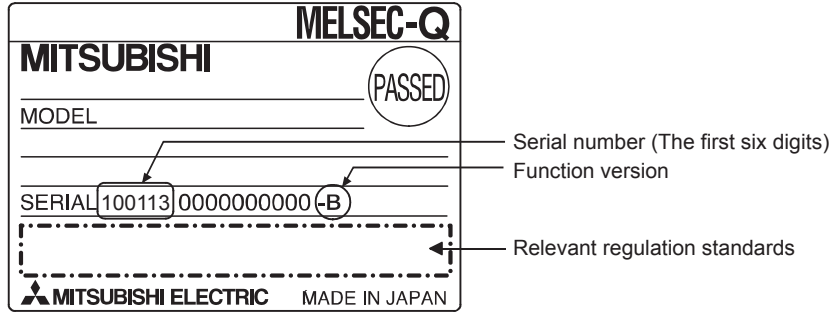 MELSEC-Q
MITSUBISHI
PASSED
MODEL
Serial number (The first six digits)
Function version
SERIAL 100113 0000000000 -B
Relevant regulation standards
MITSUBISHI ELECTRIC MADE IN JAPAN